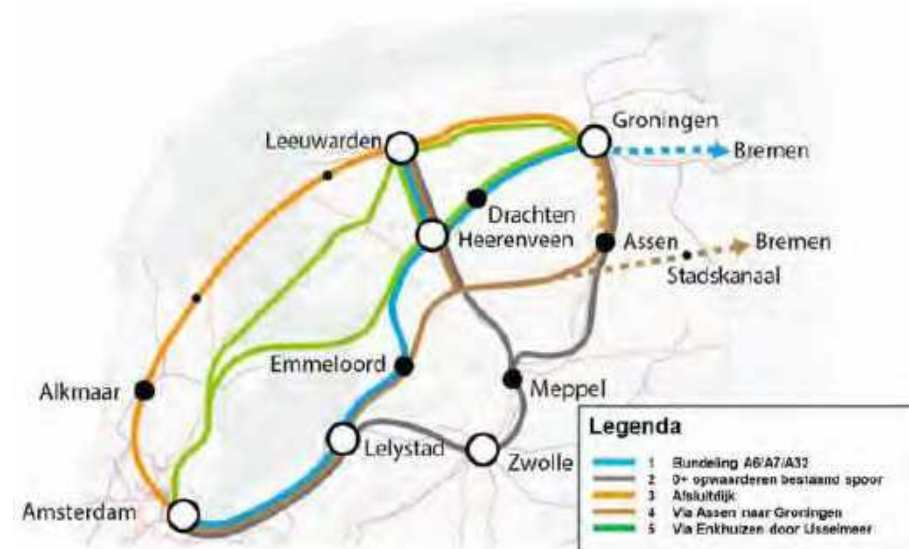 Leeuwarden
Groningen
Bremen
Drachten
Heerenveen
Assen
Bremen
Stadskanaal
Emmeloord
Alkmaar
Meppel
Lelystad
Zwolle
Amsterdam
Legenda
1 Bundeling A6/A7/A32
2 0+ opwaarderen bestaand spoor
3 Afsluitdijk
4 Via Assen naar Groningen
5 Via Enkhuizen door IJsselmeer